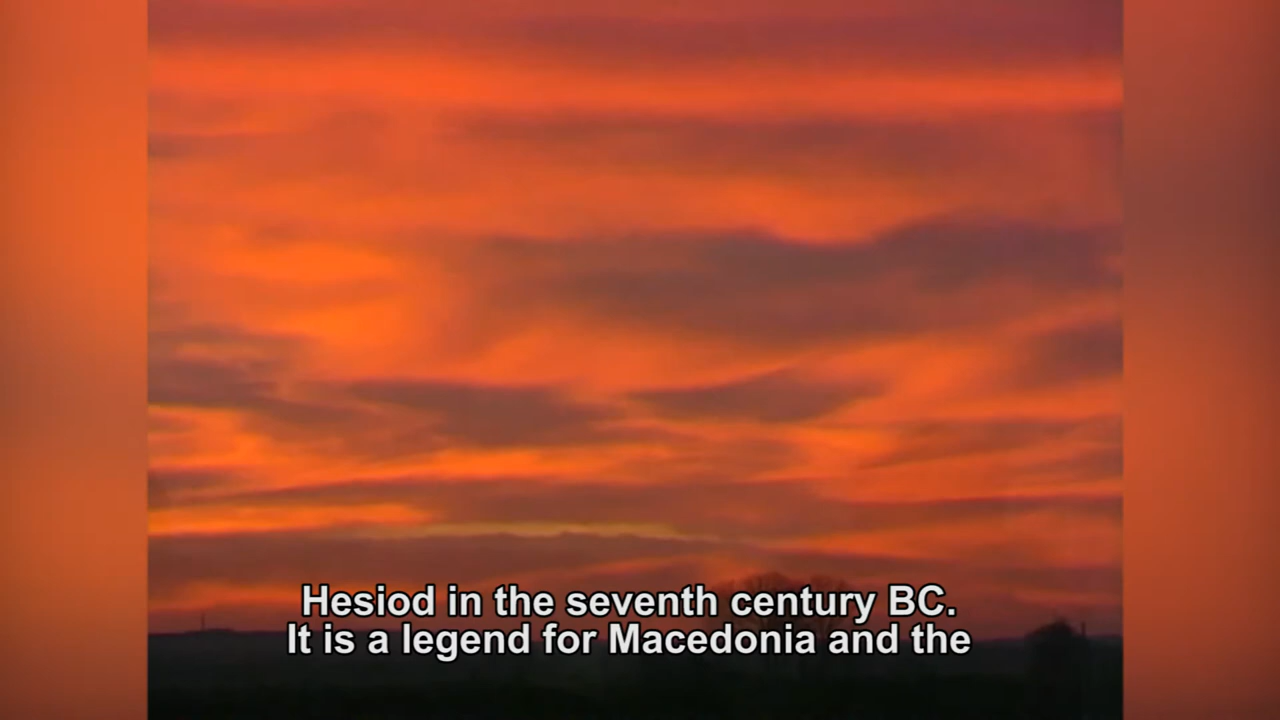 Hesiod in the seventh century BC.
It is a legend for Macedonia and the